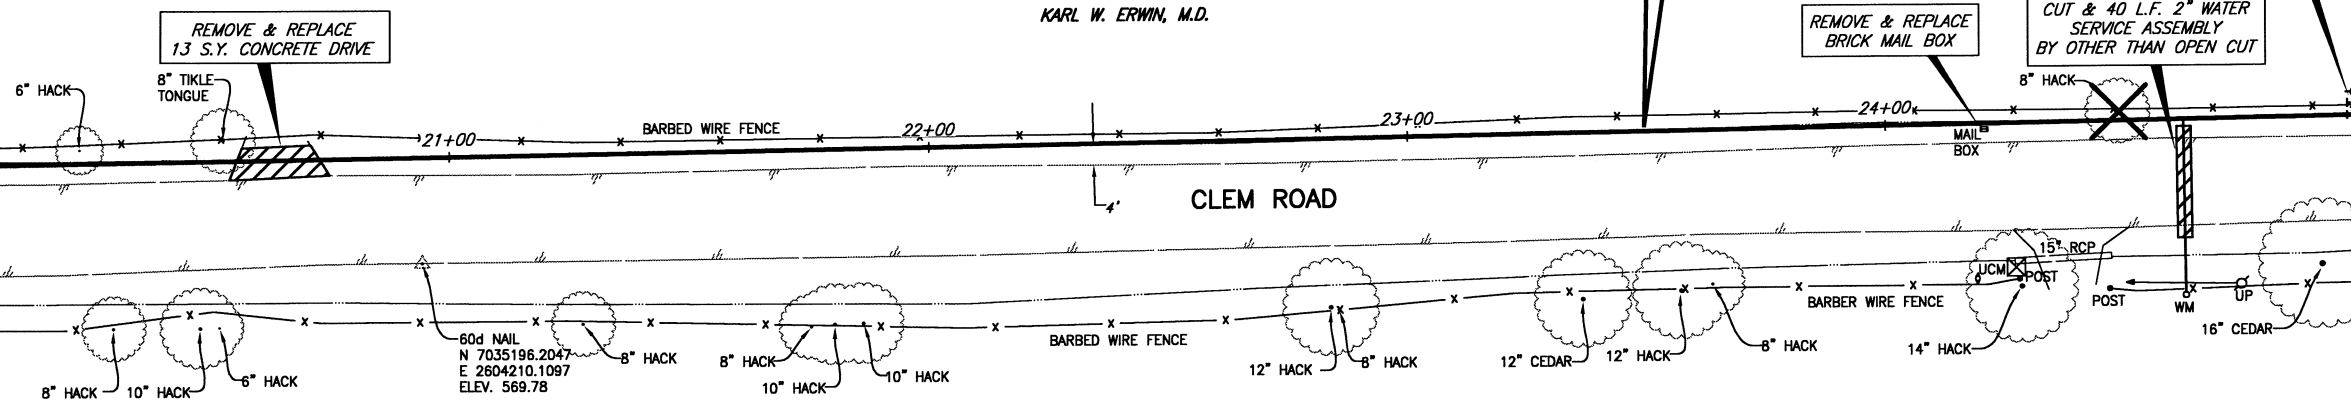 KARL W. ERWIN, M.D.
REMOVE & REPLACE
13 S.Y. CONCRETE DRIVE
REMOVE & REPLACE
BRICK MAIL BOX
CUT & 40 L.F. 2" WATER
SERVICE ASSEMBLY
BY OTHER THAN OPEN CUT
6" HACK
8" TIKLE
TONGUE
8" HACK
21+00
BARBED WIRE FENCE
22+00
23+00
24+00
MAIL
BOX
4'
CLEM ROAD
15" RCP
UCM
POST
POST
BARBER WIRE FENCE
WM
UP
16" CEDAR
60d NAIL
N 7035196.2047
E 2604210.1097
ELEV. 569.78
BARBED WIRE FENCE
8" HACK
10" HACK
6" HACK
8" HACK
8" HACK
10" HACK
10" HACK
12" HACK
8" HACK
12" CEDAR
12" HACK
8" HACK
14" HACK